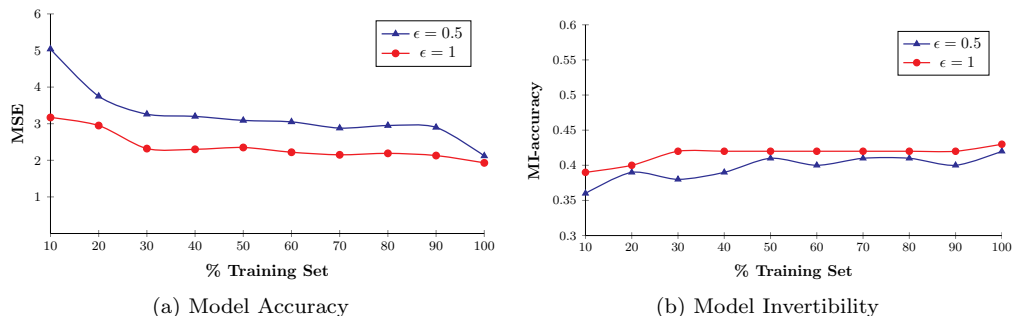 6
5
4
3
2
1
MSE
ϵ = 0.5
ϵ = 1
10 20 30 40 50 60 70 80 90 100
% Training Set
(a) Model Accuracy
0.6
0.55
0.5
0.45
0.4
0.35
0.3
MI-accuracy
ϵ = 0.5
ϵ = 1
10 20 30 40 50 60 70 80 90 100
% Training Set
(b) Model Invertibility